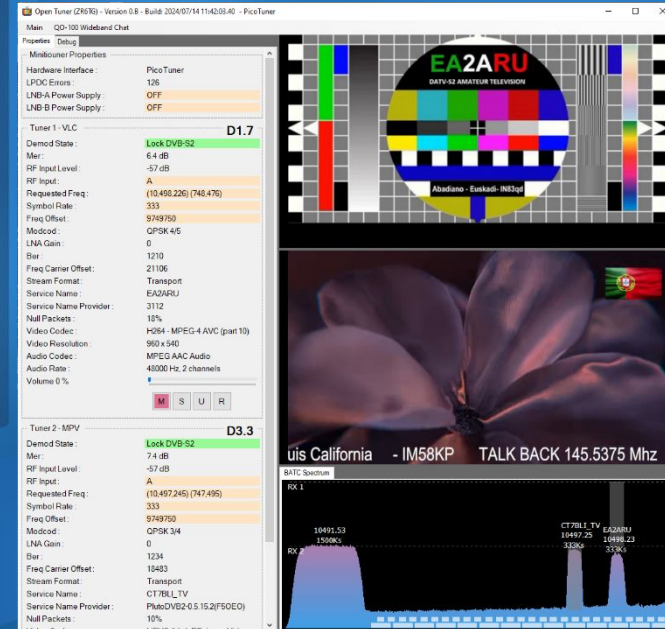 Open Tuner (ZR6TG) - Version 0.B - Build: 2024/07/14 11:42:03.40 - PicoTuner
Main QO-100 Wideband Chat
Properties Debug
Minitiouner Properties
Hardware Interface : PicoTuner
LPDC Errors : 126
LNB-A Power Supply : OFF
LNB-B Power Supply : OFF
Tuner 1 - VLC D1.7
Demod State : Lock DVB-S2
Mer : 6.4 dB
RF Input Level : -57 dB
RF Input : A
Requested Freq : (10,498,226) (748,476)
Symbol Rate : 333
Freq Offset : 9749750
Modcod : QPSK 4/5
LNA Gain : 0
Ber : 1210
Freq Carrier Offset : 21106
Stream Format : Transport
Service Name : EA2ARU
Service Name Provider : 3112
Null Packets : 18%
Video Codec : H264 - MPEG-4 AVC (part 10)
Video Resolution : 960 x 540
Audio Codec : MPEG AAC Audio
Audio Rate : 48000 Hz, 2 channels
Volume 0 %
M S U R
Tuner 2 - MPV D3.3
Demod State : Lock DVB-S2
Mer : 7.4 dB
RF Input Level : -57 dB
RF Input : A
Requested Freq : (10,497,245) (747,495)
Symbol Rate : 333
Freq Offset : 9749750
Modcod : QPSK 3/4
LNA Gain : 0
Ber : 1234
Freq Carrier Offset : 18483
Stream Format : Transport
Service Name : CT7BLI_TV
Service Name Provider : PlutoDVB2-0.5.15.2(F5OEO)
Null Packets : 10%
EA2ARU
DATV-S2 AMATEUR TELEVISION
Abadiano - Euskadi- IN83qd
uis California - IM58KP TALK BACK 145.5375 Mhz
BATC Spectrum
RX 1
RX 2
10491.53
1500Ks
CT7BLI_TV
10497.25
333Ks
EA2ARU
10498.23
333Ks